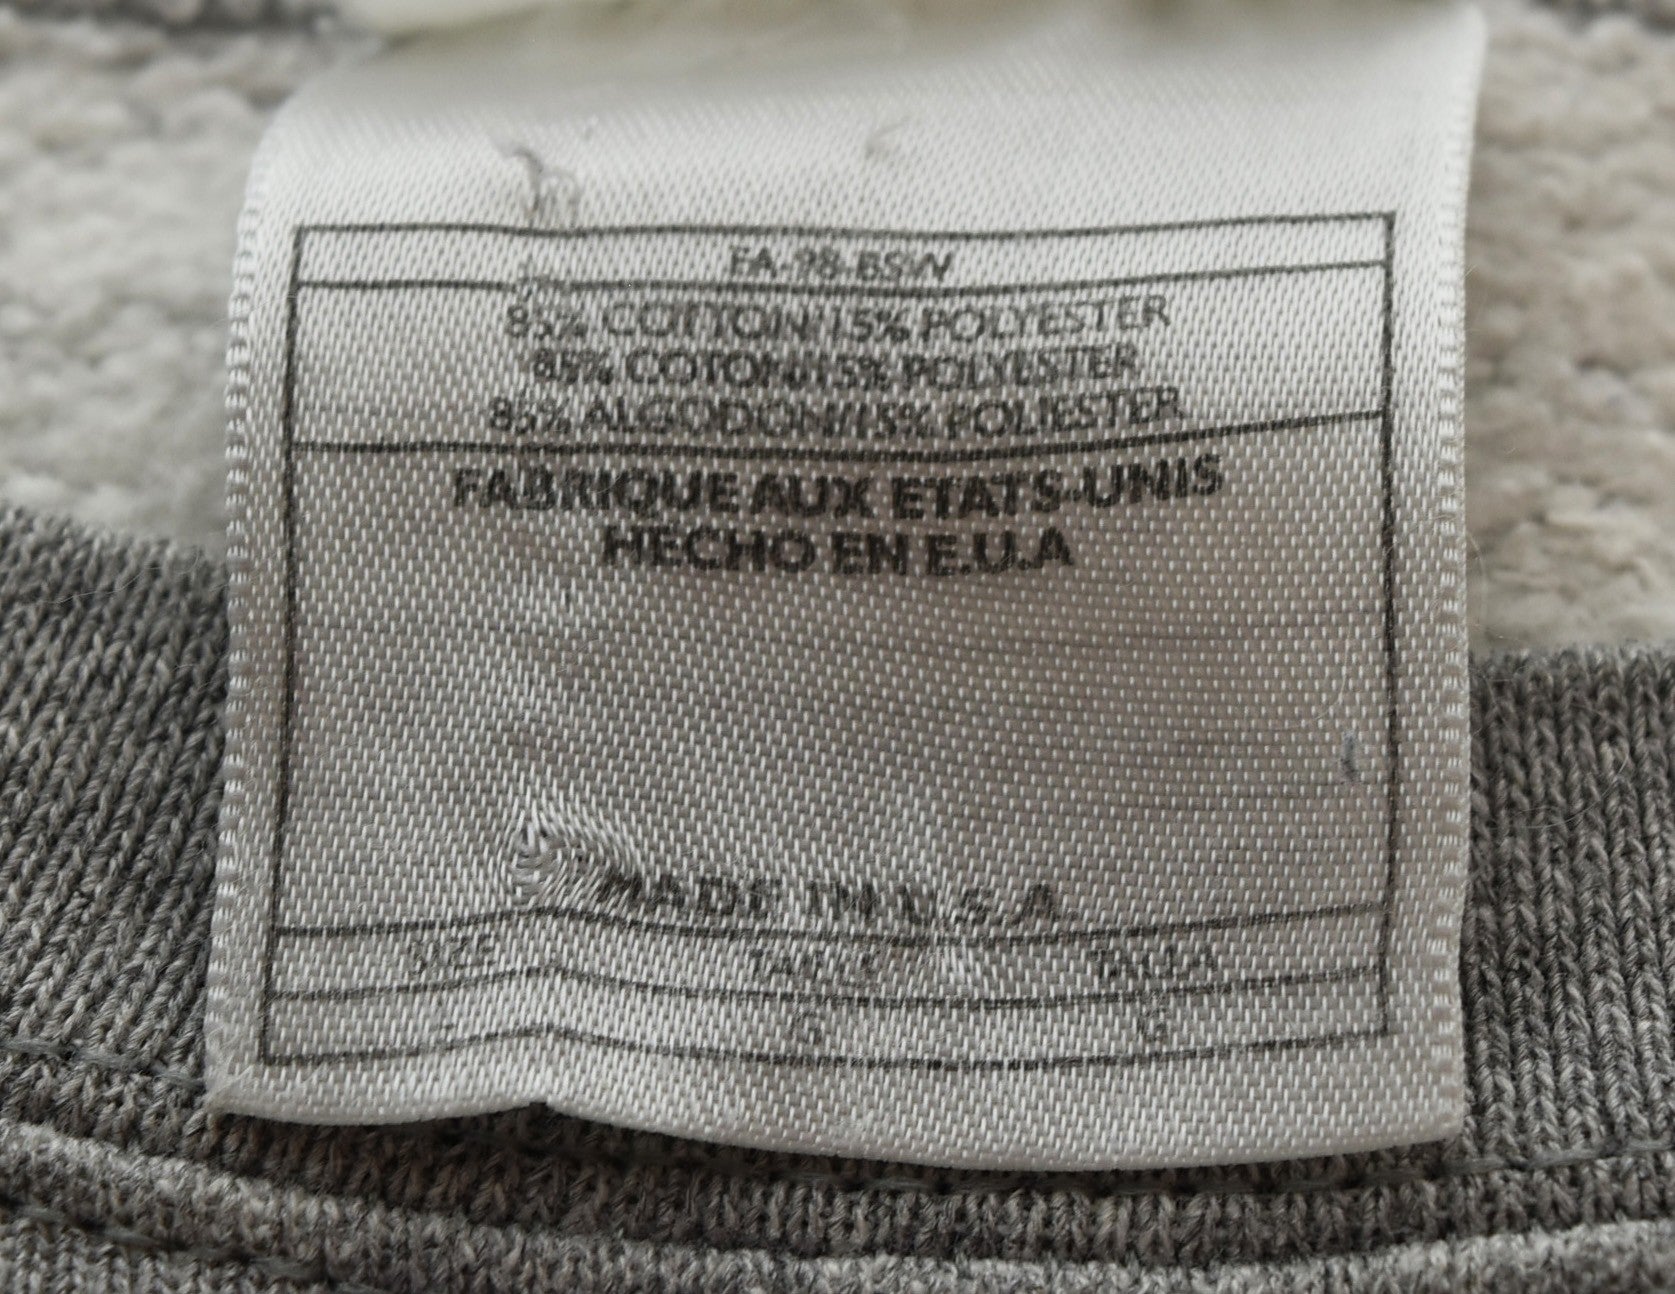 FA-98-BSW
85% COTTON/15% POLYESTER
85% COTON/15% POLYESTER
85% ALGODON/15% POLIESTER
FABRIQUE AUX ETATS-UNIS
HECHO EN E.U.A
MADE IN U.S.A.
SIZE TAILLE TALLA
G G